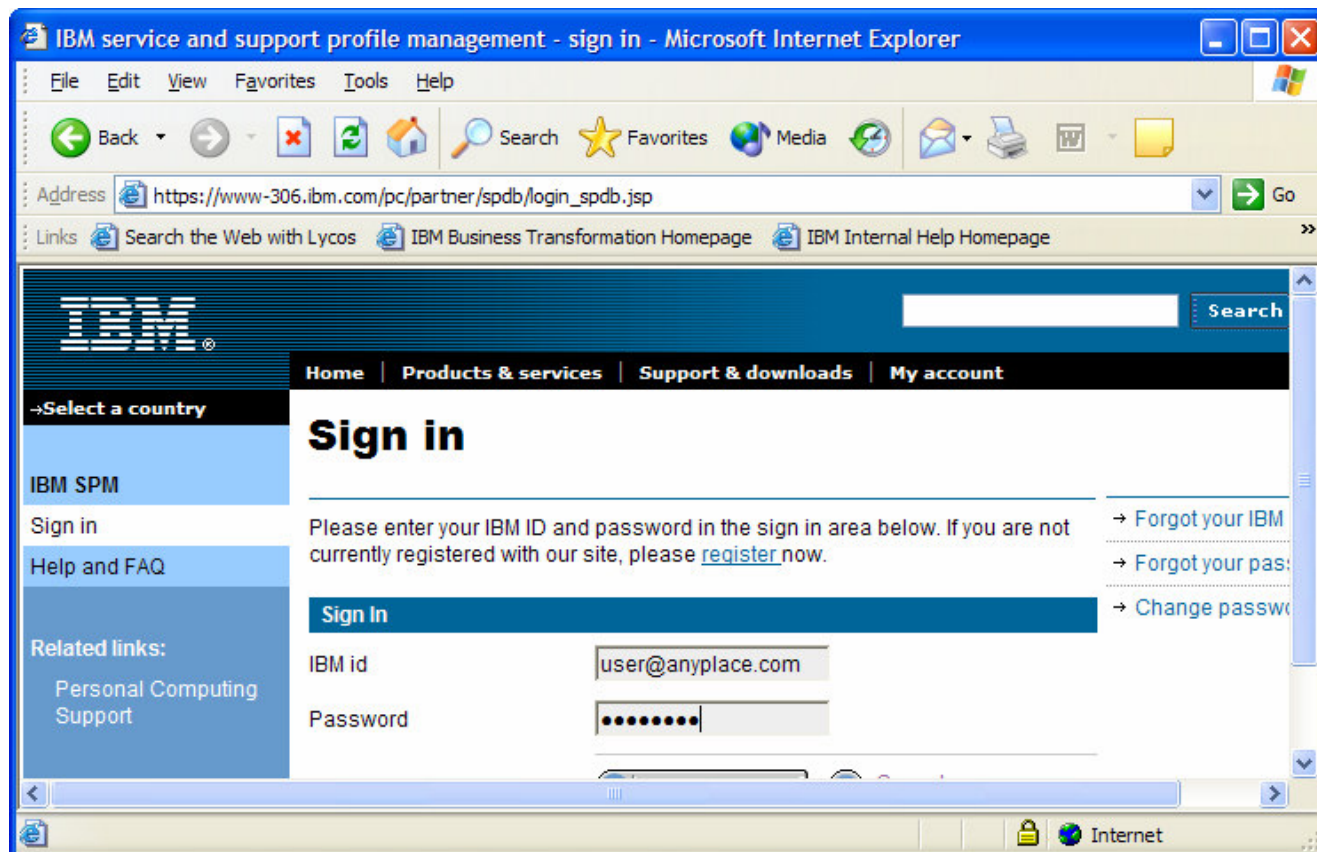 IBM service and support profile management - sign in - Microsoft Internet Explorer
File Edit View Favorites Tools Help
Back Search Favorites Media
Address https://www-306.ibm.com/pc/partner/spdb/login_spdb.jsp Go
Links Search the Web with Lycos IBM Business Transformation Homepage IBM Internal Help Homepage »
IBM®
Search
Home | Products & services | Support & downloads | My account
→Select a country
Sign in
IBM SPM
Sign in
Help and FAQ
Related links:
Personal Computing
Support
Please enter your IBM ID and password in the sign in area below. If you are not
currently registered with our site, please register now.
Sign In
IBM id user@anyplace.com
Password ••••••••
→ Forgot your IBM
→ Forgot your
→ Change
Internet